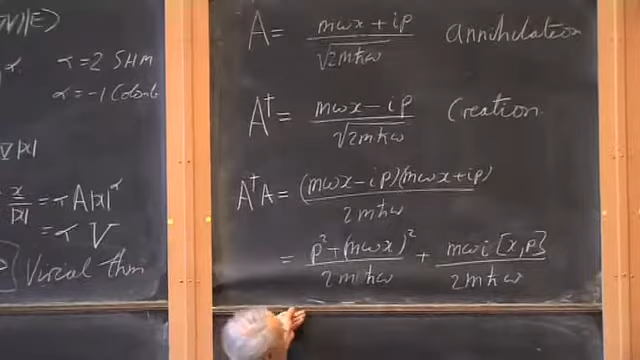 α = 2 SHM
α = -1 Coulomb
∇|x|
x/|x| = α A|x|^α
= α V
Virial thm
A = (mωx + ip)/√(2mħω) annihilation
A† = (mωx - ip)/√(2mħω) Creation
A†A = (mωx - ip)(mωx + ip)/2mħω
= (p² + (mωx)²)/2mħω + mωi[x,p]/2mħω